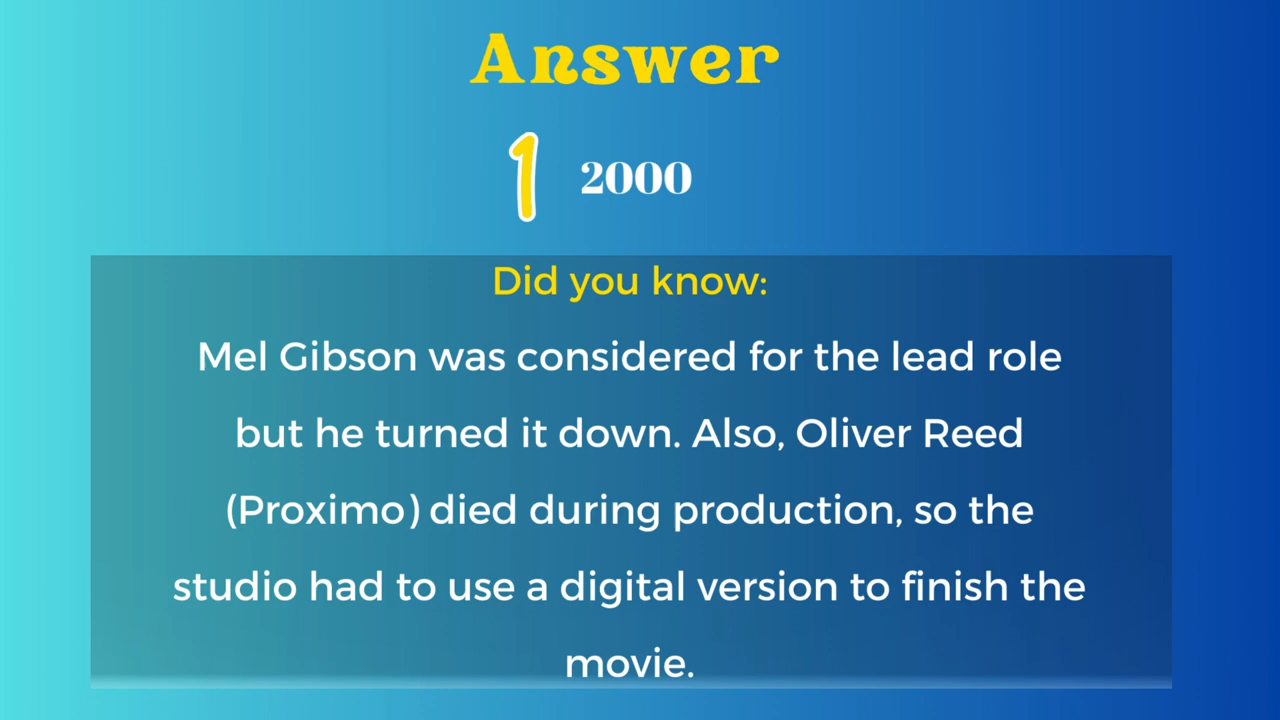 Answer
1 2000
Did you know:
Mel Gibson was considered for the lead role
but he turned it down. Also, Oliver Reed
(Proximo) died during production, so the
studio had to use a digital version to finish the
movie.